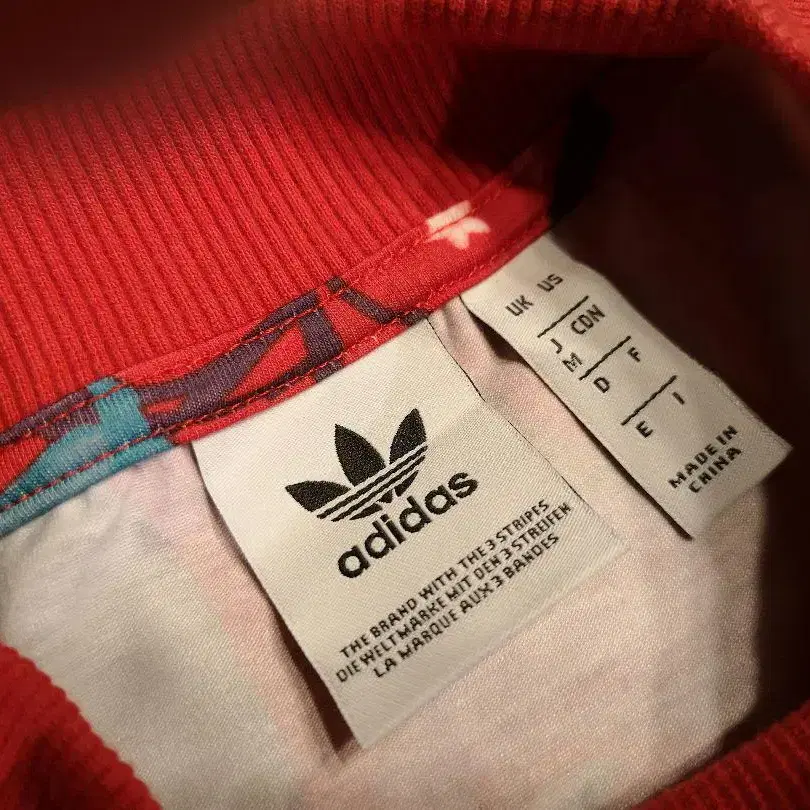 adidas
THE BRAND WITH THE 3 STRIPES
DIE WELTMARKE MIT DEN 3 STREIFEN
LA MARQUE AUX 3 BANDES
UK US
J CDN
M
D F
E I
MADE IN
CHINA